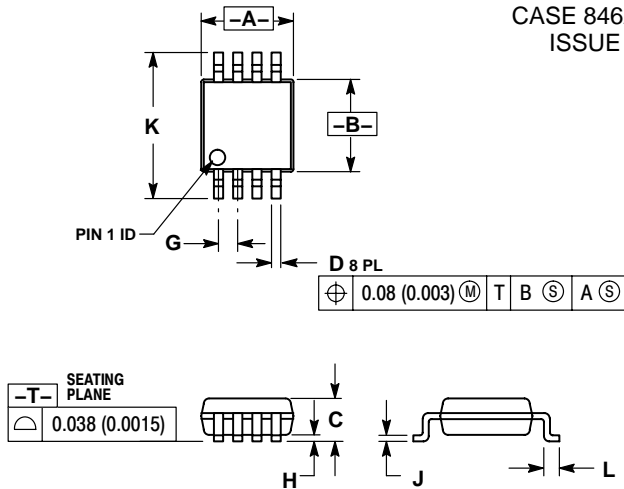 CASE 846
ISSUE
–A–
K
–B–
PIN 1 ID
G
D 8 PL
⌖ 0.08 (0.003) Ⓜ T B Ⓢ A Ⓢ
–T– SEATING
PLANE
⌓ 0.038 (0.0015)
C
H
J
L